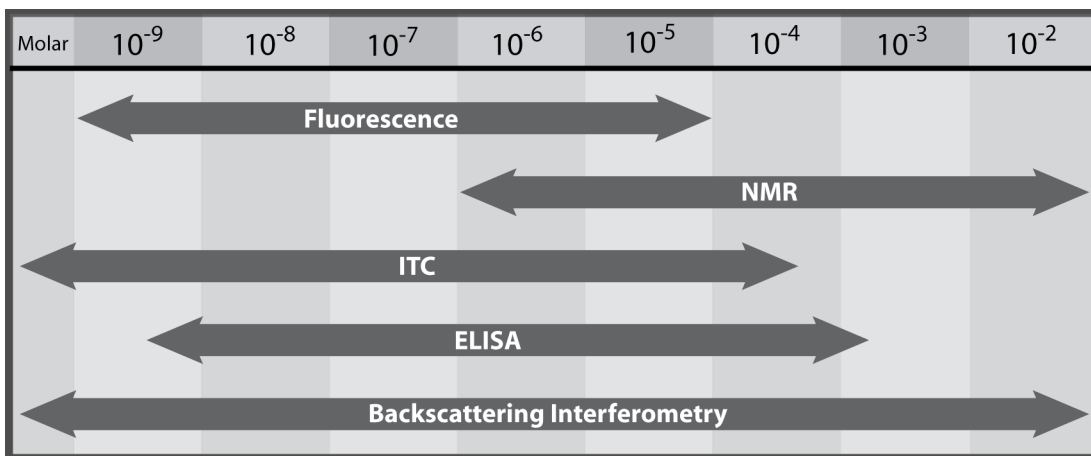 Molar 10⁻⁹ 10⁻⁸ 10⁻⁷ 10⁻⁶ 10⁻⁵ 10⁻⁴ 10⁻³ 10⁻²
Fluorescence
NMR
ITC
ELISA
Backscattering Interferometry